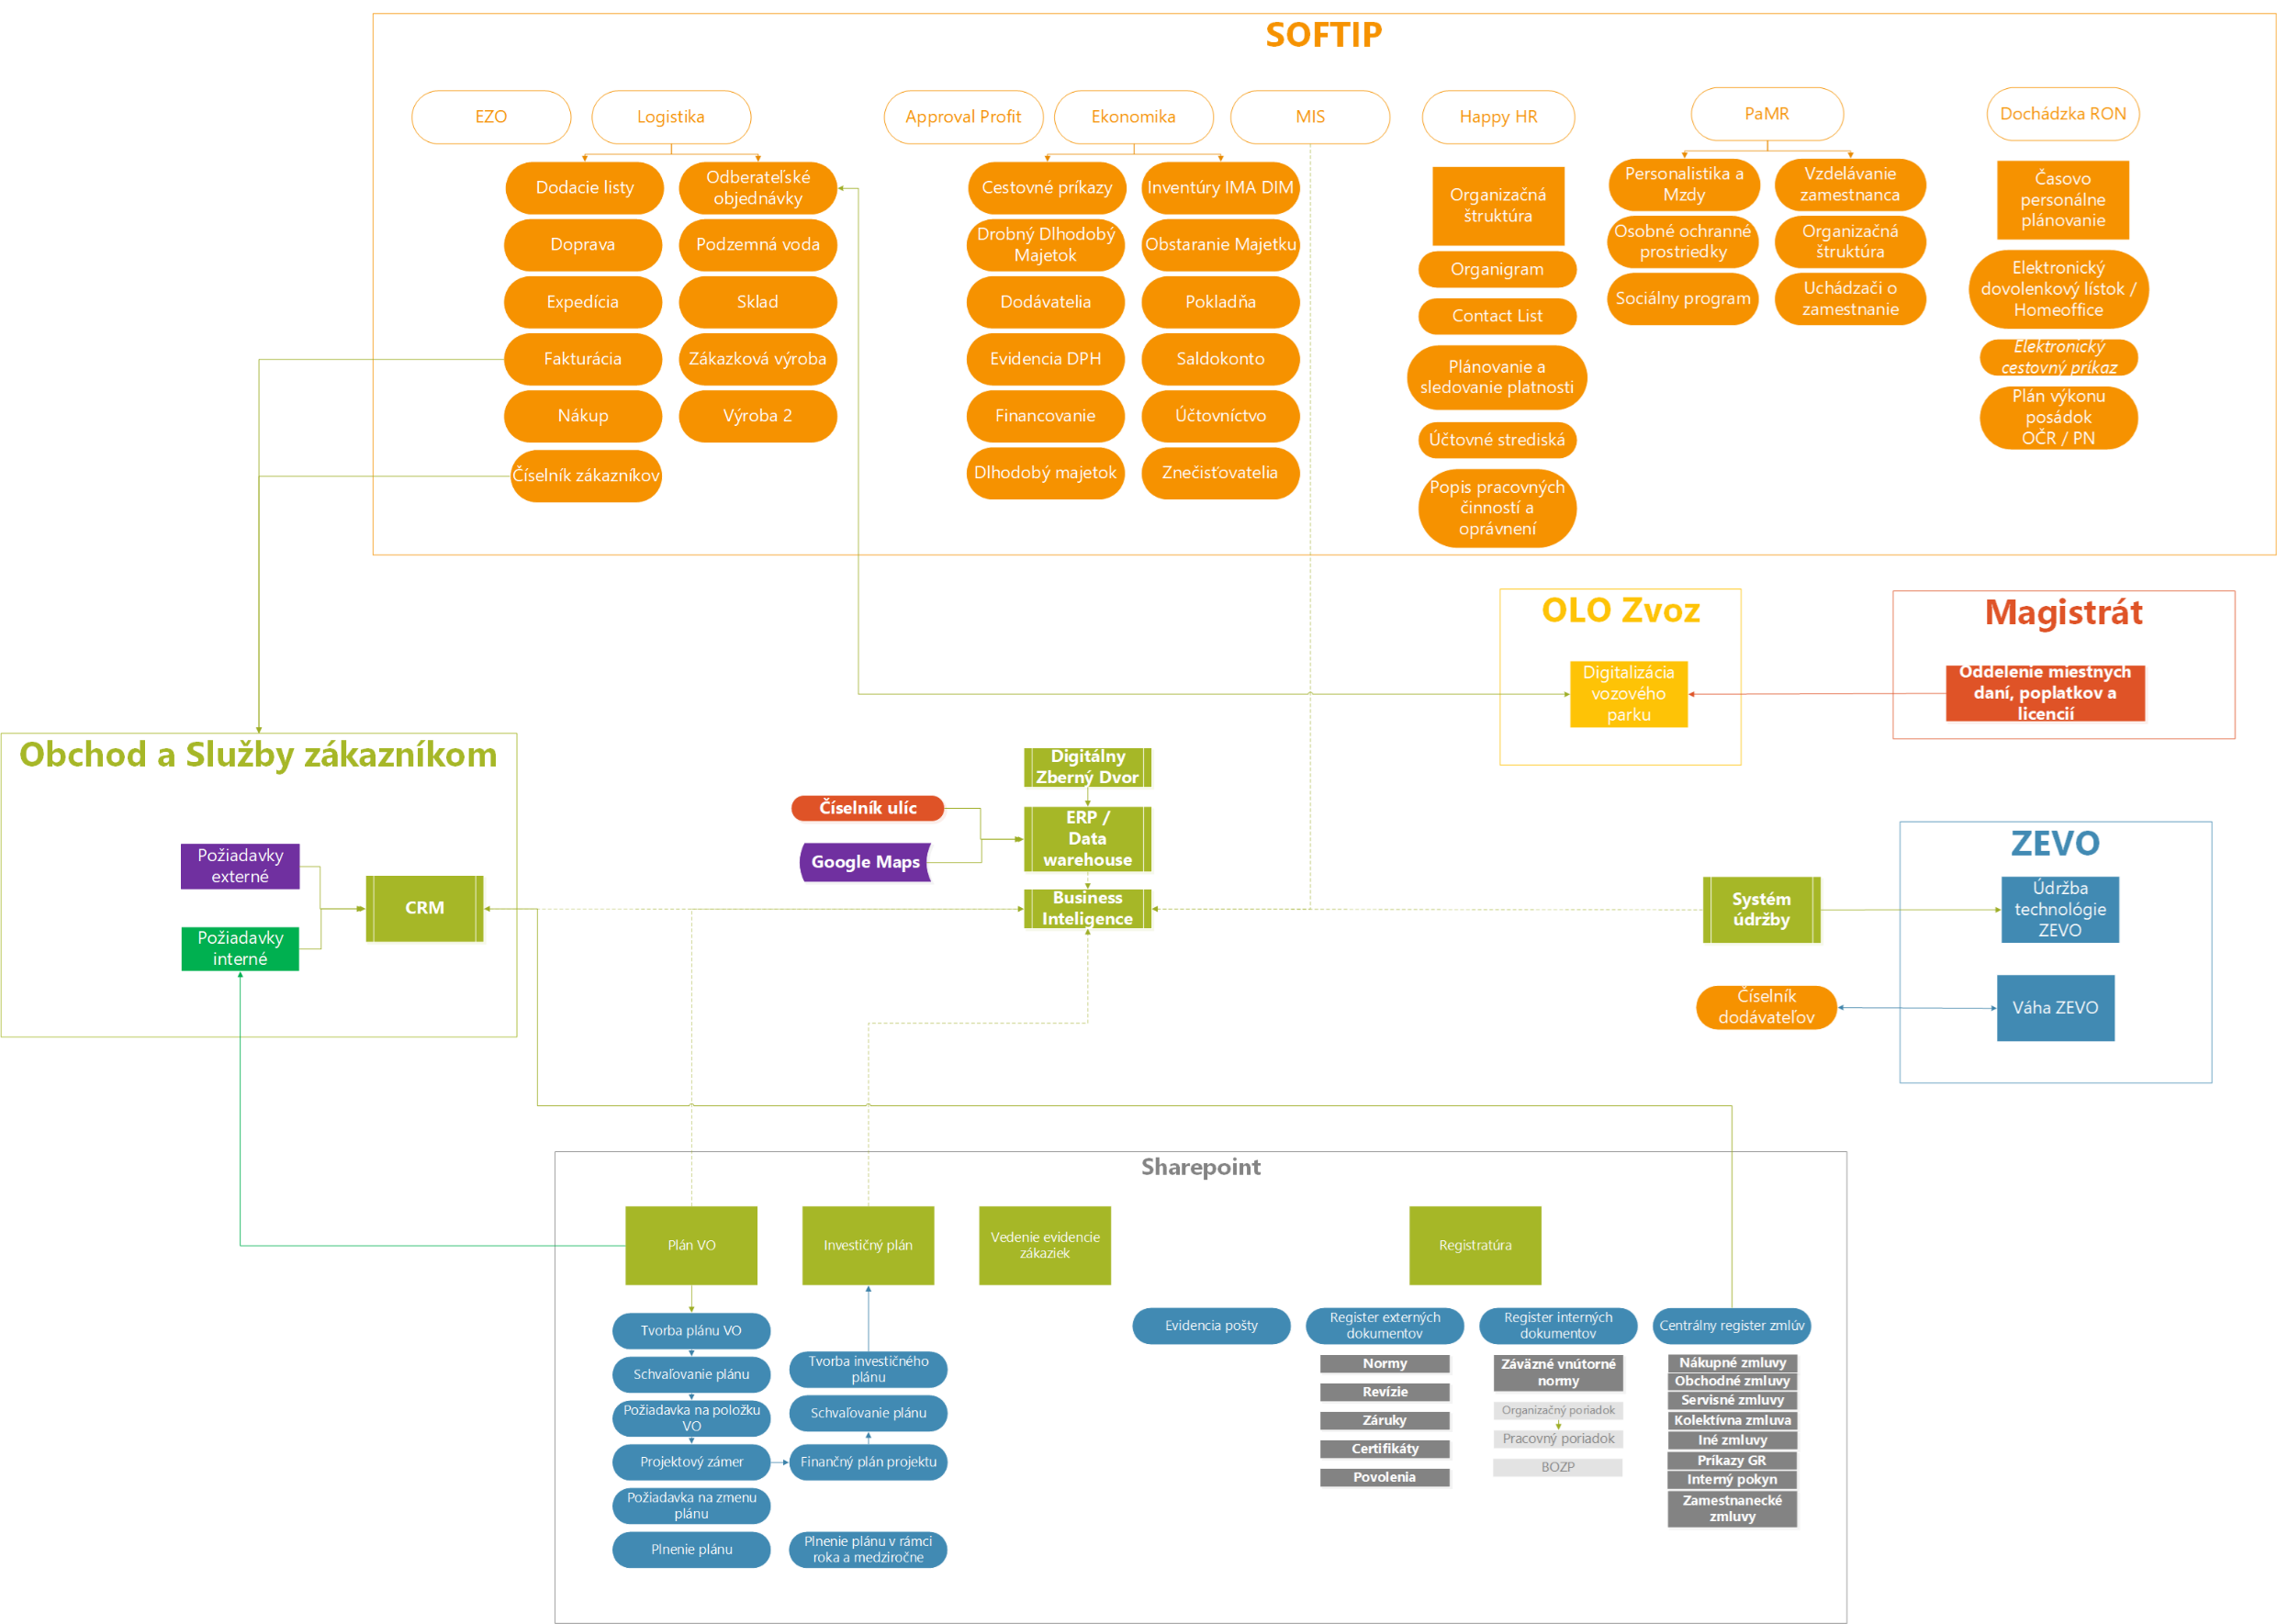 SOFTIP
EZO
Logistika
Approval Profit
Ekonomika
MIS
Happy HR
PaMR
Dochádzka RON
Dodacie listy
Doprava
Expedícia
Fakturácia
Nákup
Číselník zákazníkov
Odberateľské
objednávky
Podzemná voda
Sklad
Zákazková výroba
Výroba 2
Cestovné príkazy
Drobný Dlhodobý
Majetok
Dodávatelia
Evidencia DPH
Financovanie
Dlhodobý majetok
Inventúry IMA DIM
Obstaranie Majetku
Pokladňa
Saldokonto
Účtovníctvo
Znečisťovatelia
Organizačná
štruktúra
Organigram
Contact List
Plánovanie a
sledovanie platnosti
Účtovné strediská
Popis pracovných
činností a
oprávnení
Personalistika a
Mzdy
Osobné ochranné
prostriedky
Sociálny program
Vzdelávanie
zamestnanca
Organizačná
štruktúra
Uchádzači o
zamestnanie
Časovo
personálne
plánovanie
Elektronický
dovolenkový lístok /
Homeoffice
Elektronický
cestovný príkaz
Plán výkonu
posádok
OČR / PN
OLO Zvoz
Digitalizácia
vozového
parku
Magistrát
Oddelenie miestnych
daní, poplatkov a
licencií
Obchod a Služby zákazníkom
Požiadavky
externé
Požiadavky
interné
CRM
Digitálny
Zberný Dvor
Číselník ulíc
Google Maps
ERP /
Data
warehouse
Business
Inteligence
Systém
údržby
Číselník
dodávateľov
ZEVO
Údržba
technológie
ZEVO
Váha ZEVO
Sharepoint
Plán VO
Investičný plán
Vedenie evidencie
zákaziek
Registratúra
Tvorba plánu VO
Schvaľovanie plánu
Požiadavka na položku
VO
Projektový zámer
Požiadavka na zmenu
plánu
Plnenie plánu
Tvorba investičného
plánu
Schvaľovanie plánu
Finančný plán projektu
Plnenie plánu v rámci
roka a medziročne
Evidencia pošty
Register externých
dokumentov
Normy
Revízie
Záruky
Certifikáty
Povolenia
Register interných
dokumentov
Záväzné vnútorné
normy
Organizačný poriadok
Pracovný poriadok
BOZP
Centrálny register zmlúv
Nákupné zmluvy
Obchodné zmluvy
Servisné zmluvy
Kolektívna zmluva
Iné zmluvy
Príkazy GR
Interný pokyn
Zamestnanecké
zmluvy